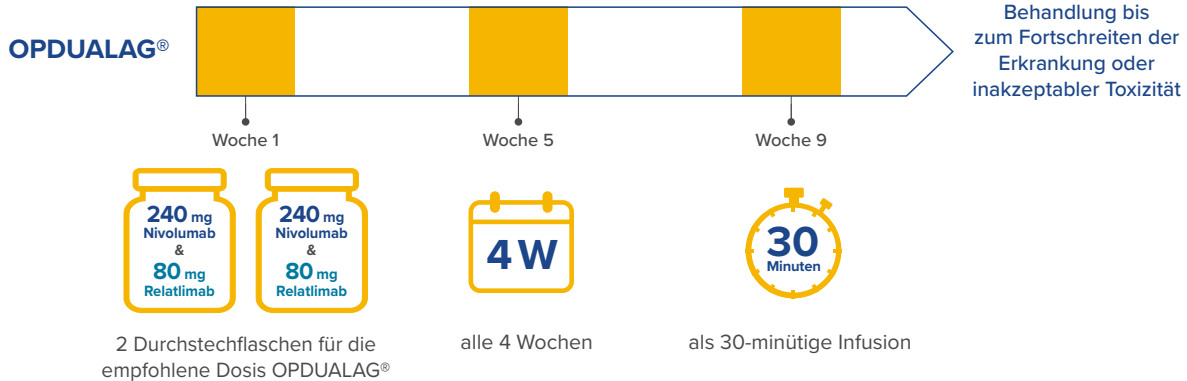 OPDUALAG®
Behandlung bis
zum Fortschreiten der
Erkrankung oder
inakzeptabler Toxizität
Woche 1
Woche 5
Woche 9
240 mg
Nivolumab
&
80 mg
Relatlimab
240 mg
Nivolumab
&
80 mg
Relatlimab
4 W
30
Minuten
2 Durchstechflaschen für die
empfohlene Dosis OPDUALAG®
alle 4 Wochen
als 30-minütige Infusion